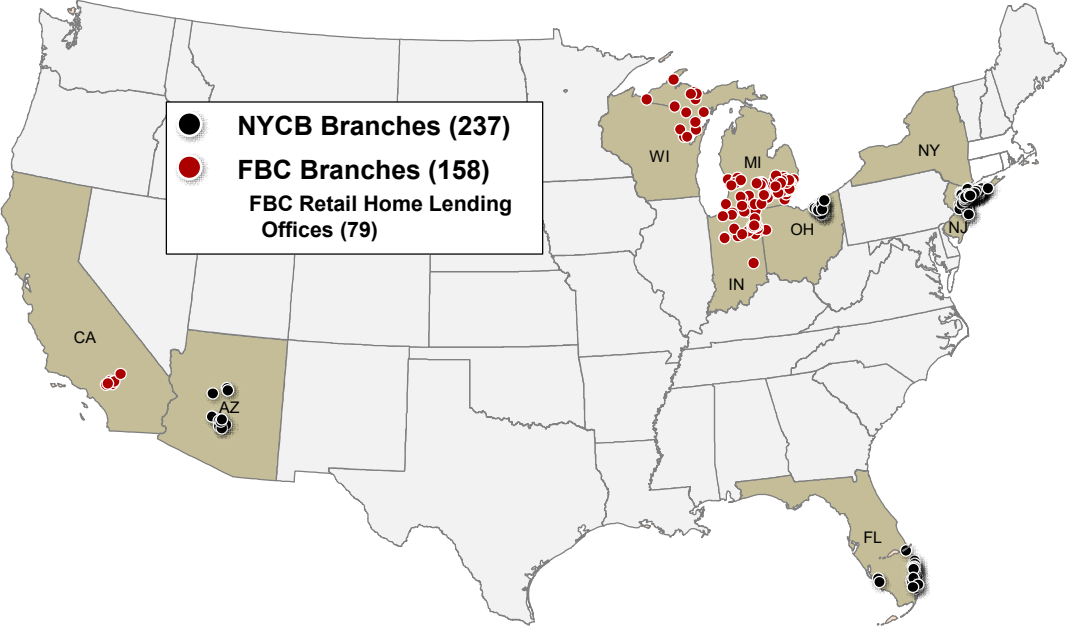 NYCB Branches (237)
FBC Branches (158)
FBC Retail Home Lending
Offices (79)
WI
MI
NY
OH
NJ
IN
CA
AZ
FL